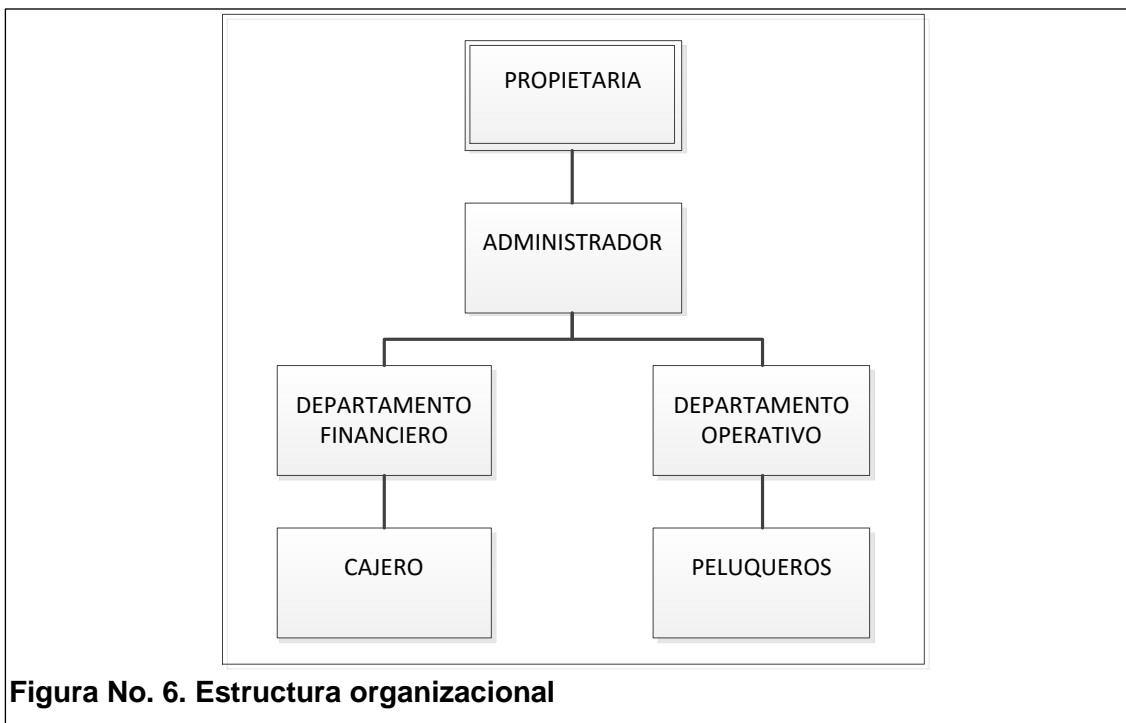 PROPIETARIA
ADMINISTRADOR
DEPARTAMENTO
FINANCIERO
DEPARTAMENTO
OPERATIVO
CAJERO
PELUQUEROS
Figura No. 6. Estructura organizacional